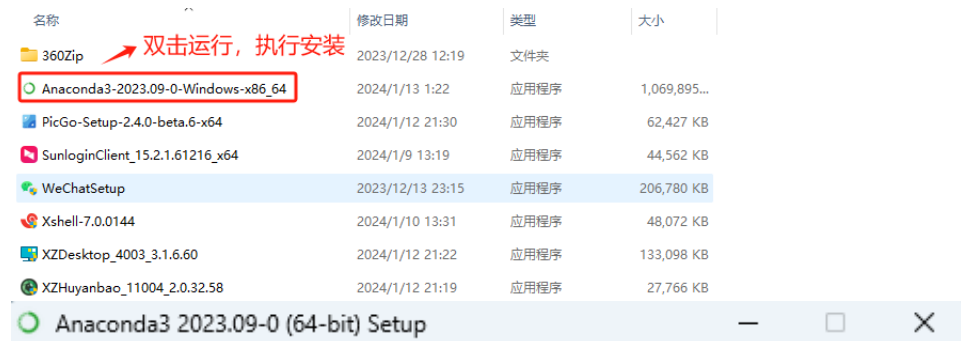 名称 修改日期 类型 大小
双击运行，执行安装
360Zip 2023/12/28 12:19 文件夹
Anaconda3-2023.09-0-Windows-x86_64 2024/1/13 1:22 应用程序 1,069,895...
PicGo-Setup-2.4.0-beta.6-x64 2024/1/12 21:30 应用程序 62,427 KB
SunloginClient_15.2.1.61216_x64 2024/1/9 13:19 应用程序 44,562 KB
WeChatSetup 2023/12/13 23:15 应用程序 206,780 KB
Xshell-7.0.0144 2024/1/10 13:31 应用程序 48,072 KB
XZDesktop_4003_3.1.6.60 2024/1/12 21:22 应用程序 133,098 KB
XZHuyanbao_11004_2.0.32.58 2024/1/12 21:19 应用程序 27,766 KB
Anaconda3 2023.09-0 (64-bit) Setup